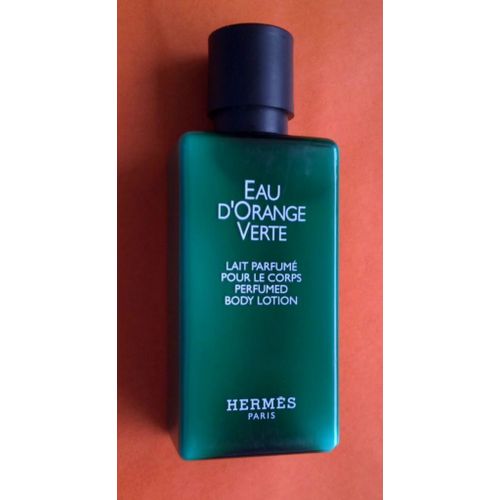 EAU
D'ORANGE
VERTE
LAIT PARFUMÉ
POUR LE CORPS
PERFUMED
BODY LOTION
HERMÈS
PARIS